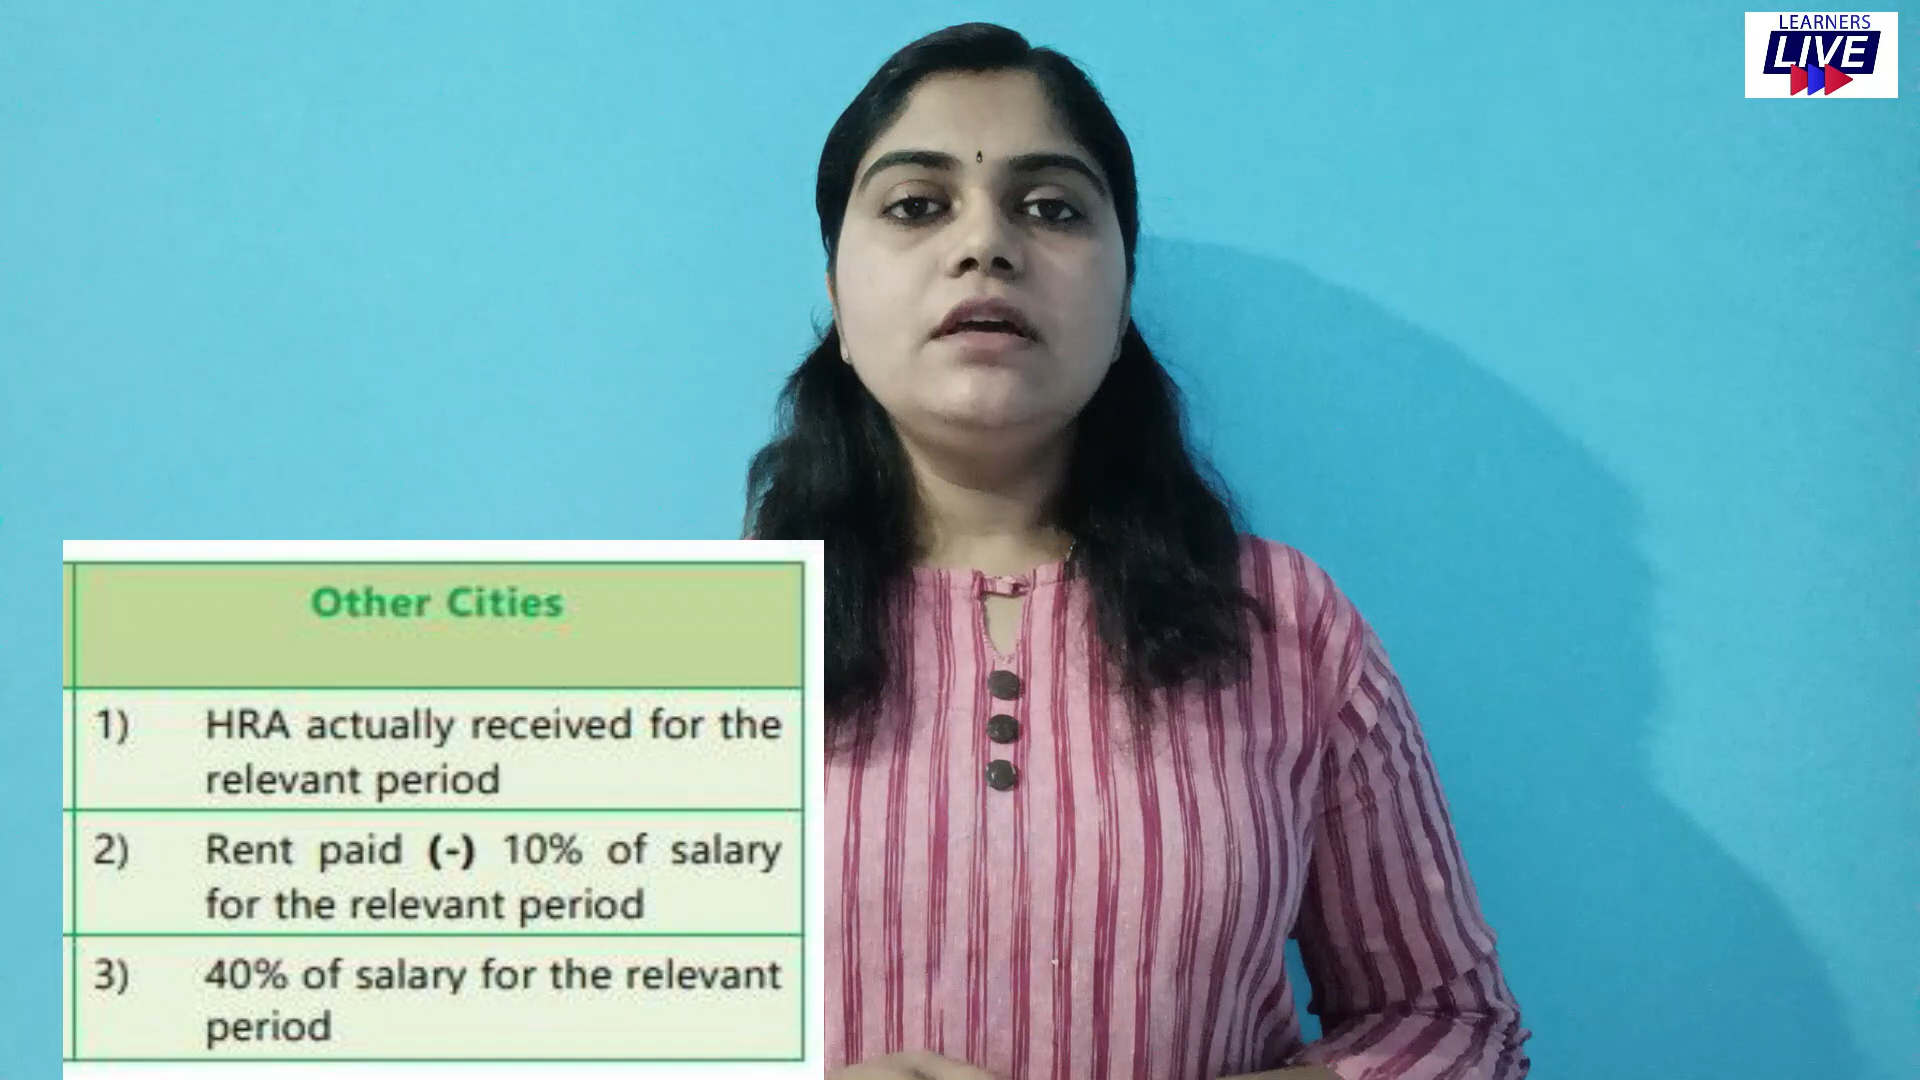 LEARNERS
LIVE
Other Cities
1) HRA actually received for the
relevant period
2) Rent paid (-) 10% of salary
for the relevant period
3) 40% of salary for the relevant
period